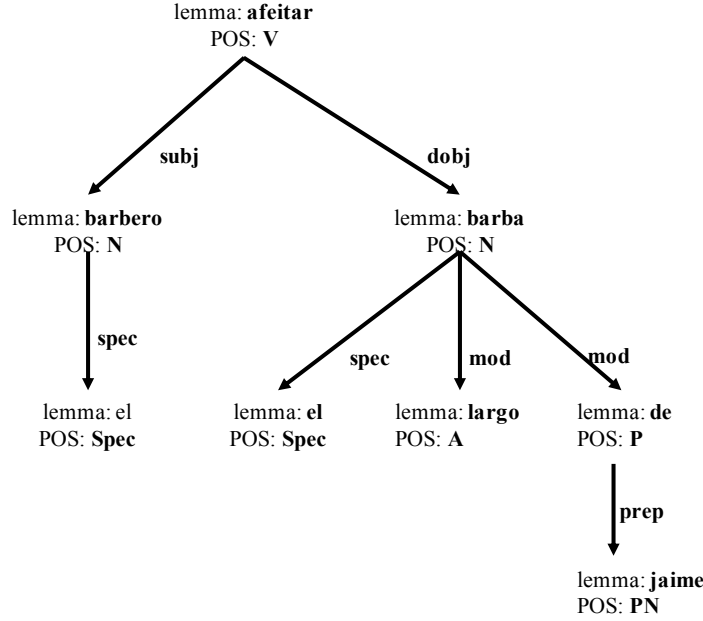 lemma: afeitar
POS: V
subj
dobj
lemma: barbero
POS: N
lemma: barba
POS: N
spec
spec
mod
mod
lemma: el
POS: Spec
lemma: el
POS: Spec
lemma: largo
POS: A
lemma: de
POS: P
prep
lemma: jaime
POS: PN